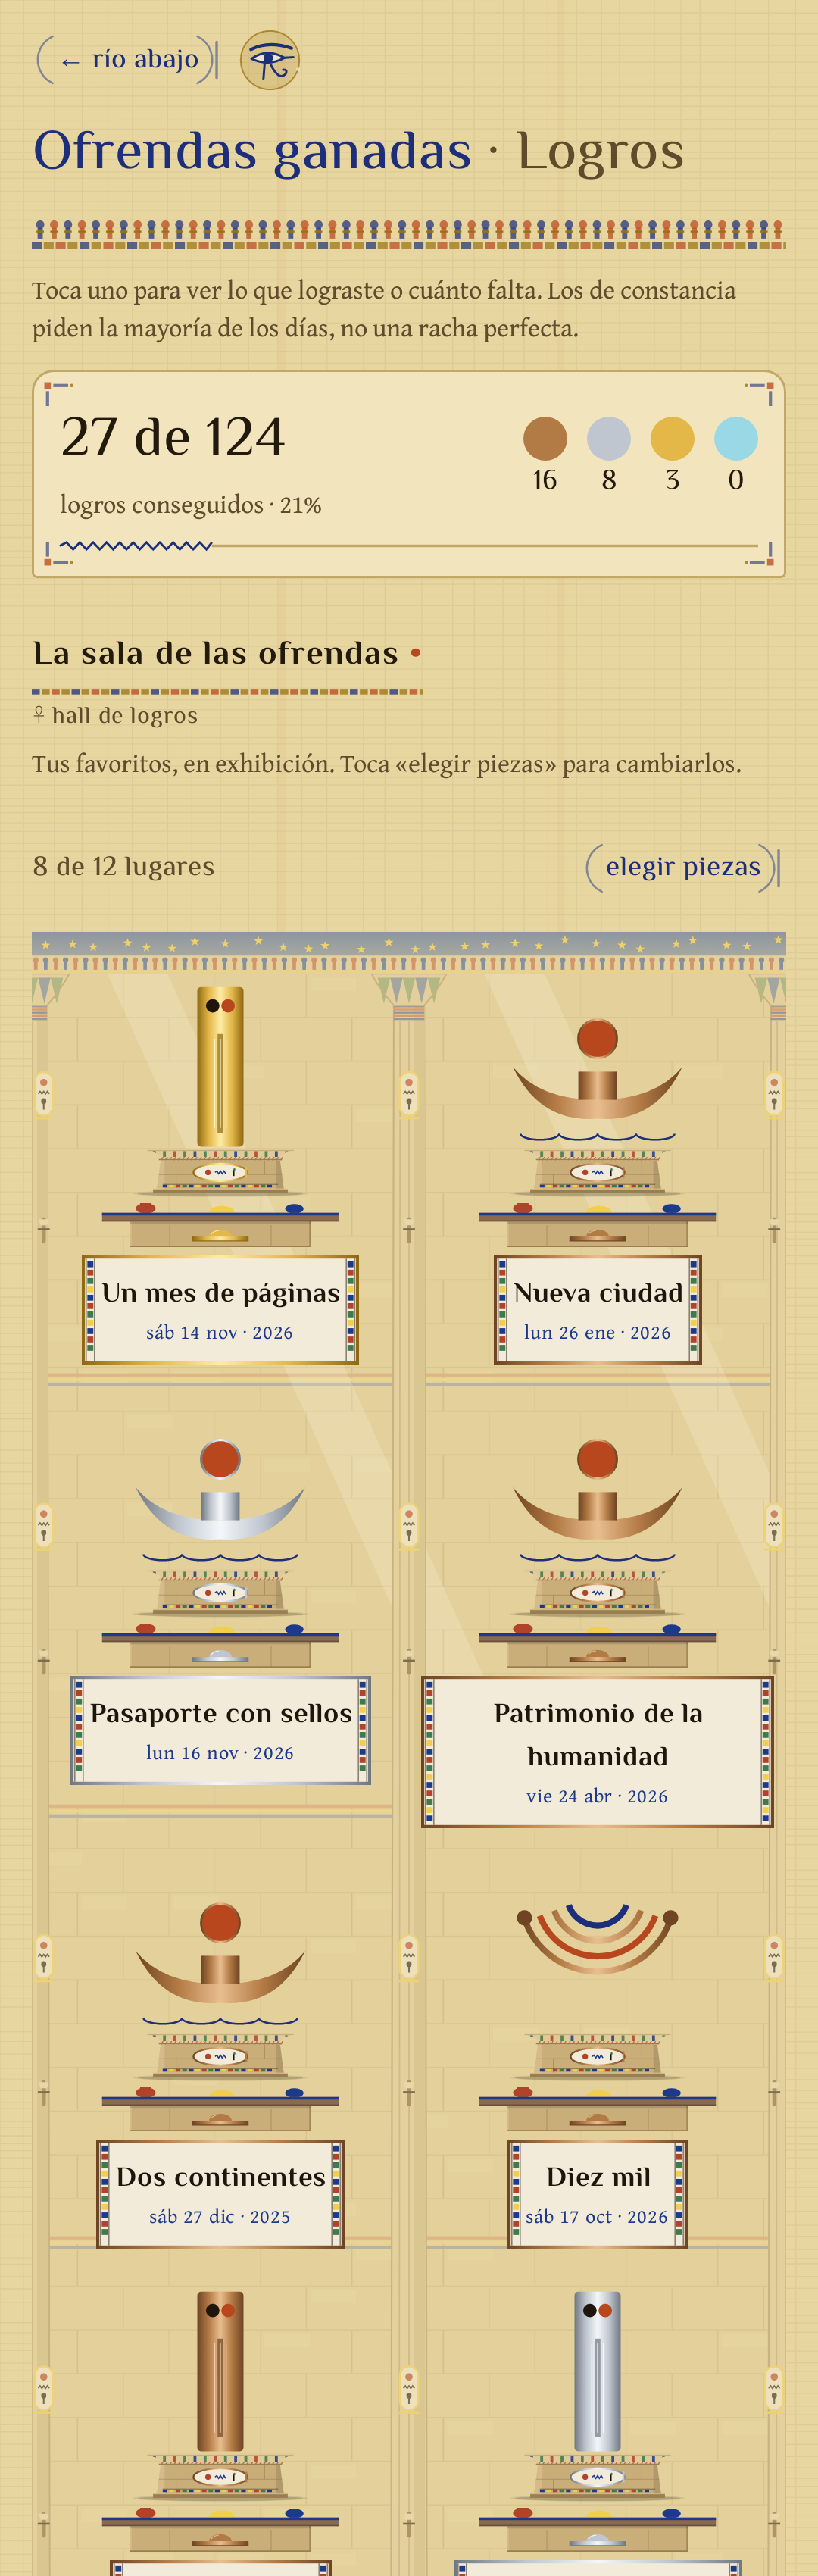 ← río abajo
Ofrendas ganadas · Logros
Toca uno para ver lo que lograste o cuánto falta. Los de constancia
piden la mayoría de los días, no una racha perfecta.
27 de 124
16 8 3 0
logros conseguidos · 21%
La sala de las ofrendas
hall de logros
Tus favoritos, en exhibición. Toca «elegir piezas» para cambiarlos.
8 de 12 lugares
elegir piezas
Un mes de páginas
sáb 14 nov · 2026
Nueva ciudad
lun 26 ene · 2026
Pasaporte con sellos
lun 16 nov · 2026
Patrimonio de la
humanidad
vie 24 abr · 2026
Dos continentes
sáb 27 dic · 2025
Diez mil
sáb 17 oct · 2026